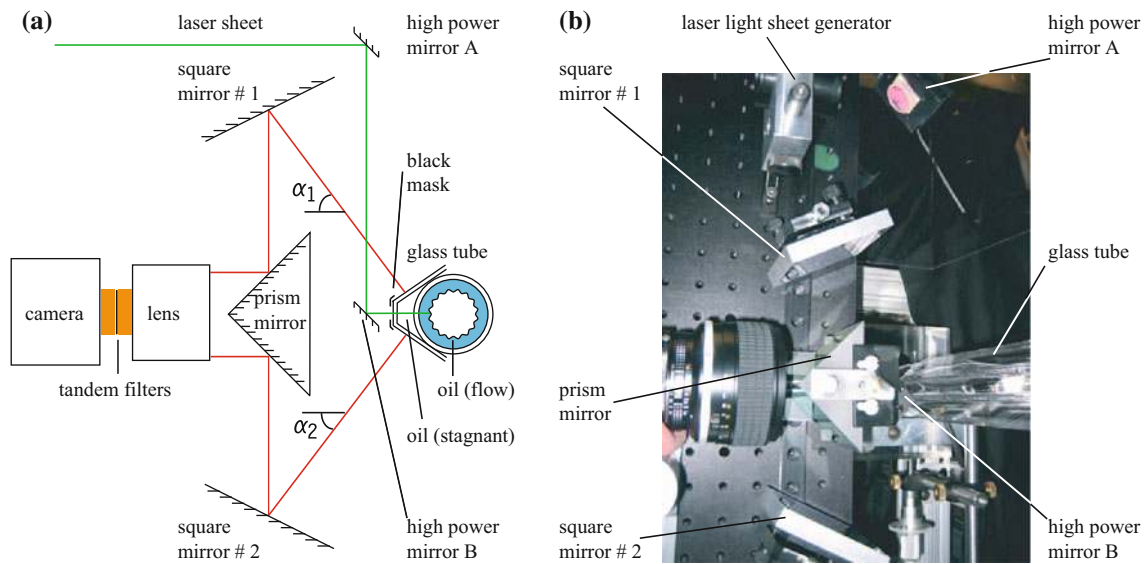 (a)
laser sheet
high power
mirror A
square
mirror # 1
α1
black
mask
glass tube
camera
lens
prism
mirror
tandem filters
oil (flow)
α2
oil (stagnant)
square
mirror # 2
high power
mirror B
(b)
laser light sheet generator
high power
mirror A
square
mirror # 1
glass tube
prism
mirror
square
mirror # 2
high power
mirror B